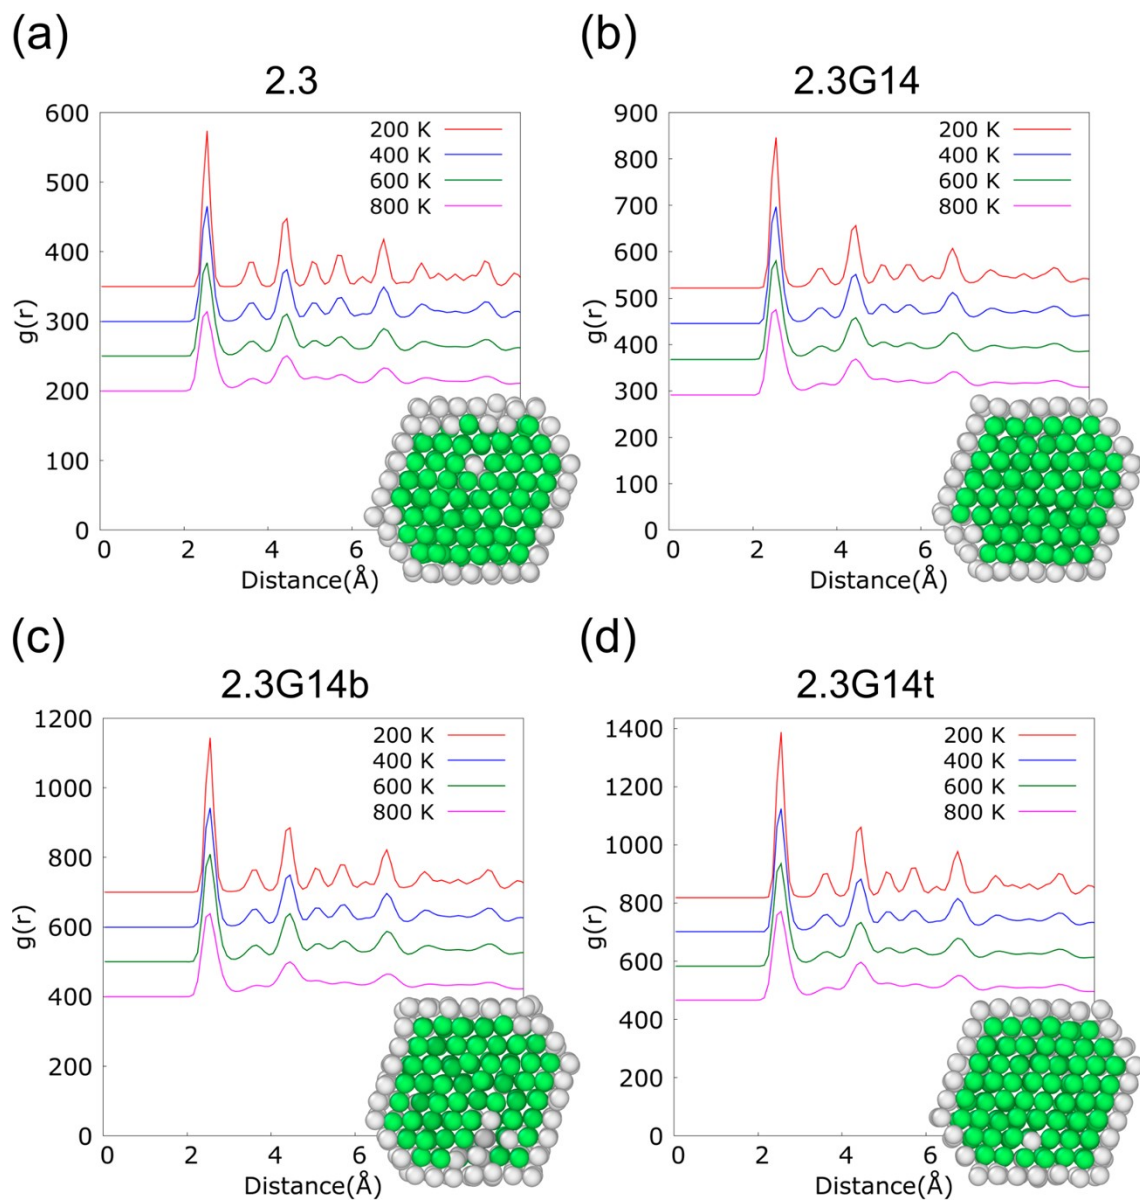 (a)
2.3
600
500
400
300
200
100
0
g(r)
200 K
400 K
600 K
800 K
0 2 4 6
Distance(Å)
(b)
2.3G14
900
800
700
600
500
400
300
200
100
0
g(r)
200 K
400 K
600 K
800 K
0 2 4 6
Distance(Å)
(c)
2.3G14b
1200
1000
800
600
400
200
0
g(r)
200 K
400 K
600 K
800 K
0 2 4 6
Distance(Å)
(d)
2.3G14t
1400
1200
1000
800
600
400
200
0
g(r)
200 K
400 K
600 K
800 K
0 2 4 6
Distance(Å)